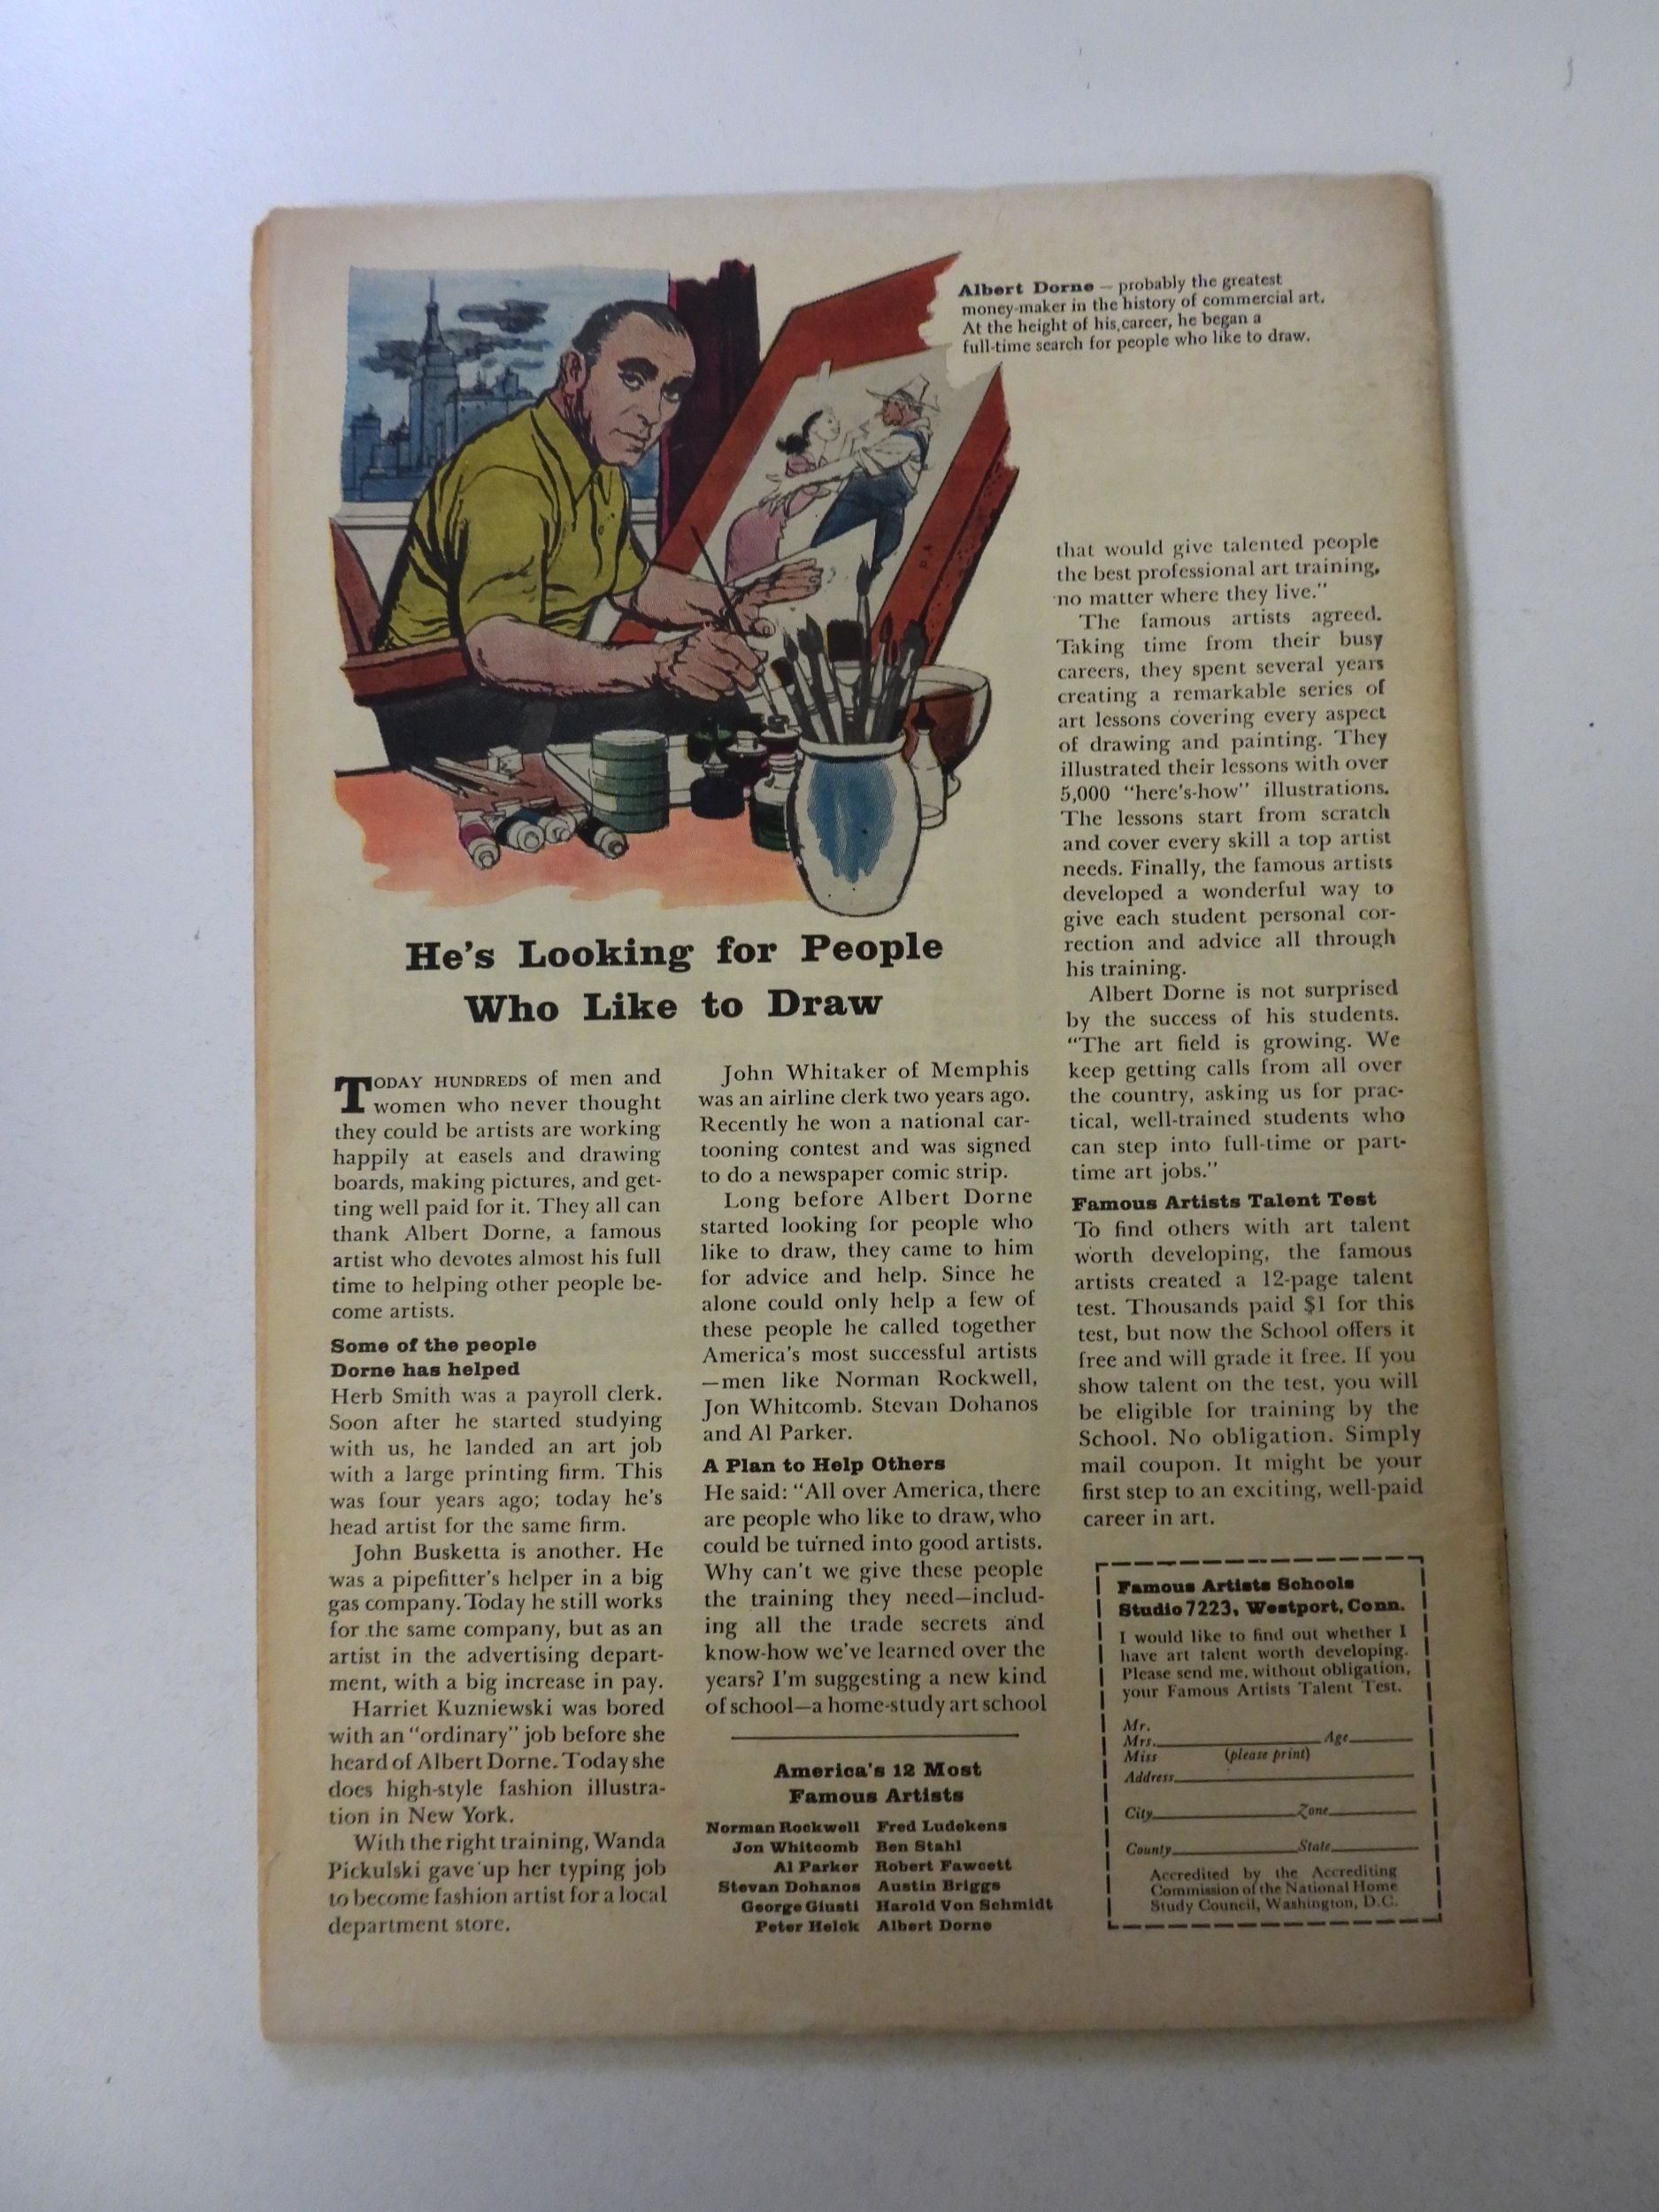 Albert Dorne — probably the greatest
money-maker in the history of commercial art.
At the height of his career, he began a
full-time search for people who like to draw.
He's Looking for People
Who Like to Draw
TODAY HUNDREDS of men and
women who never thought
they could be artists are working
happily at easels and drawing
boards, making pictures, and get-
ting well paid for it. They all can
thank Albert Dorne, a famous
artist who devotes almost his full
time to helping other people be-
come artists.
Some of the people
Dorne has helped
Herb Smith was a payroll clerk.
Soon after he started studying
with us, he landed an art job
with a large printing firm. This
was four years ago; today he's
head artist for the same firm.
John Busketta is another. He
was a pipefitter's helper in a big
gas company. Today he still works
for the same company, but as an
artist in the advertising depart-
ment, with a big increase in pay.
Harriet Kuzniewski was bored
with an "ordinary" job before she
heard of Albert Dorne. Today she
does high-style fashion illustra-
tion in New York.
With the right training, Wanda
Pickulski gave up her typing job
to become fashion artist for a local
department store.
John Whitaker of Memphis
was an airline clerk two years ago.
Recently he won a national car-
tooning contest and was signed
to do a newspaper comic strip.
Long before Albert Dorne
started looking for people who
like to draw, they came to him
for advice and help. Since he
alone could only help a few of
these people he called together
America's most successful artists
—men like Norman Rockwell,
Jon Whitcomb. Stevan Dohanos
and Al Parker.
A Plan to Help Others
He said: "All over America, there
are people who like to draw, who
could be turned into good artists.
Why can't we give these people
the training they need—includ-
ing all the trade secrets and
know-how we've learned over the
years? I'm suggesting a new kind
of school—a home-study art school
that would give talented people
the best professional art training,
no matter where they live."
The famous artists agreed.
Taking time from their busy
careers, they spent several years
creating a remarkable series of
art lessons covering every aspect
of drawing and painting. They
illustrated their lessons with over
5,000 "here's-how" illustrations.
The lessons start from scratch
and cover every skill a top artist
needs. Finally, the famous artists
developed a wonderful way to
give each student personal cor-
rection and advice all through
his training.
Albert Dorne is not surprised
by the success of his students.
"The art field is growing. We
keep getting calls from all over
the country, asking us for prac-
tical, well-trained students who
can step into full-time or part-
time art jobs."
Famous Artists Talent Test
To find others with art talent
worth developing, the famous
artists created a 12-page talent
test. Thousands paid $1 for this
test, but now the School offers it
free and will grade it free. If you
show talent on the test, you will
be eligible for training by the
School. No obligation. Simply
mail coupon. It might be your
first step to an exciting, well-paid
career in art.
America's 12 Most
Famous Artists
Norman Rockwell Fred Ludekens
Jon Whitcomb Ben Stahl
Al Parker Robert Fawcett
Stevan Dohanos Austin Briggs
George Giusti Harold Von Schmidt
Peter Helck Albert Dorne
Famous Artists Schools
Studio 7223, Westport, Conn.
I would like to find out whether I
have art talent worth developing.
Please send me, without obligation,
your Famous Artists Talent Test.
Mr.
Mrs. Age
Miss (please print)
Address
City Zone
County State
Accredited by the Accrediting
Commission of the National Home
Study Council, Washington, D.C.